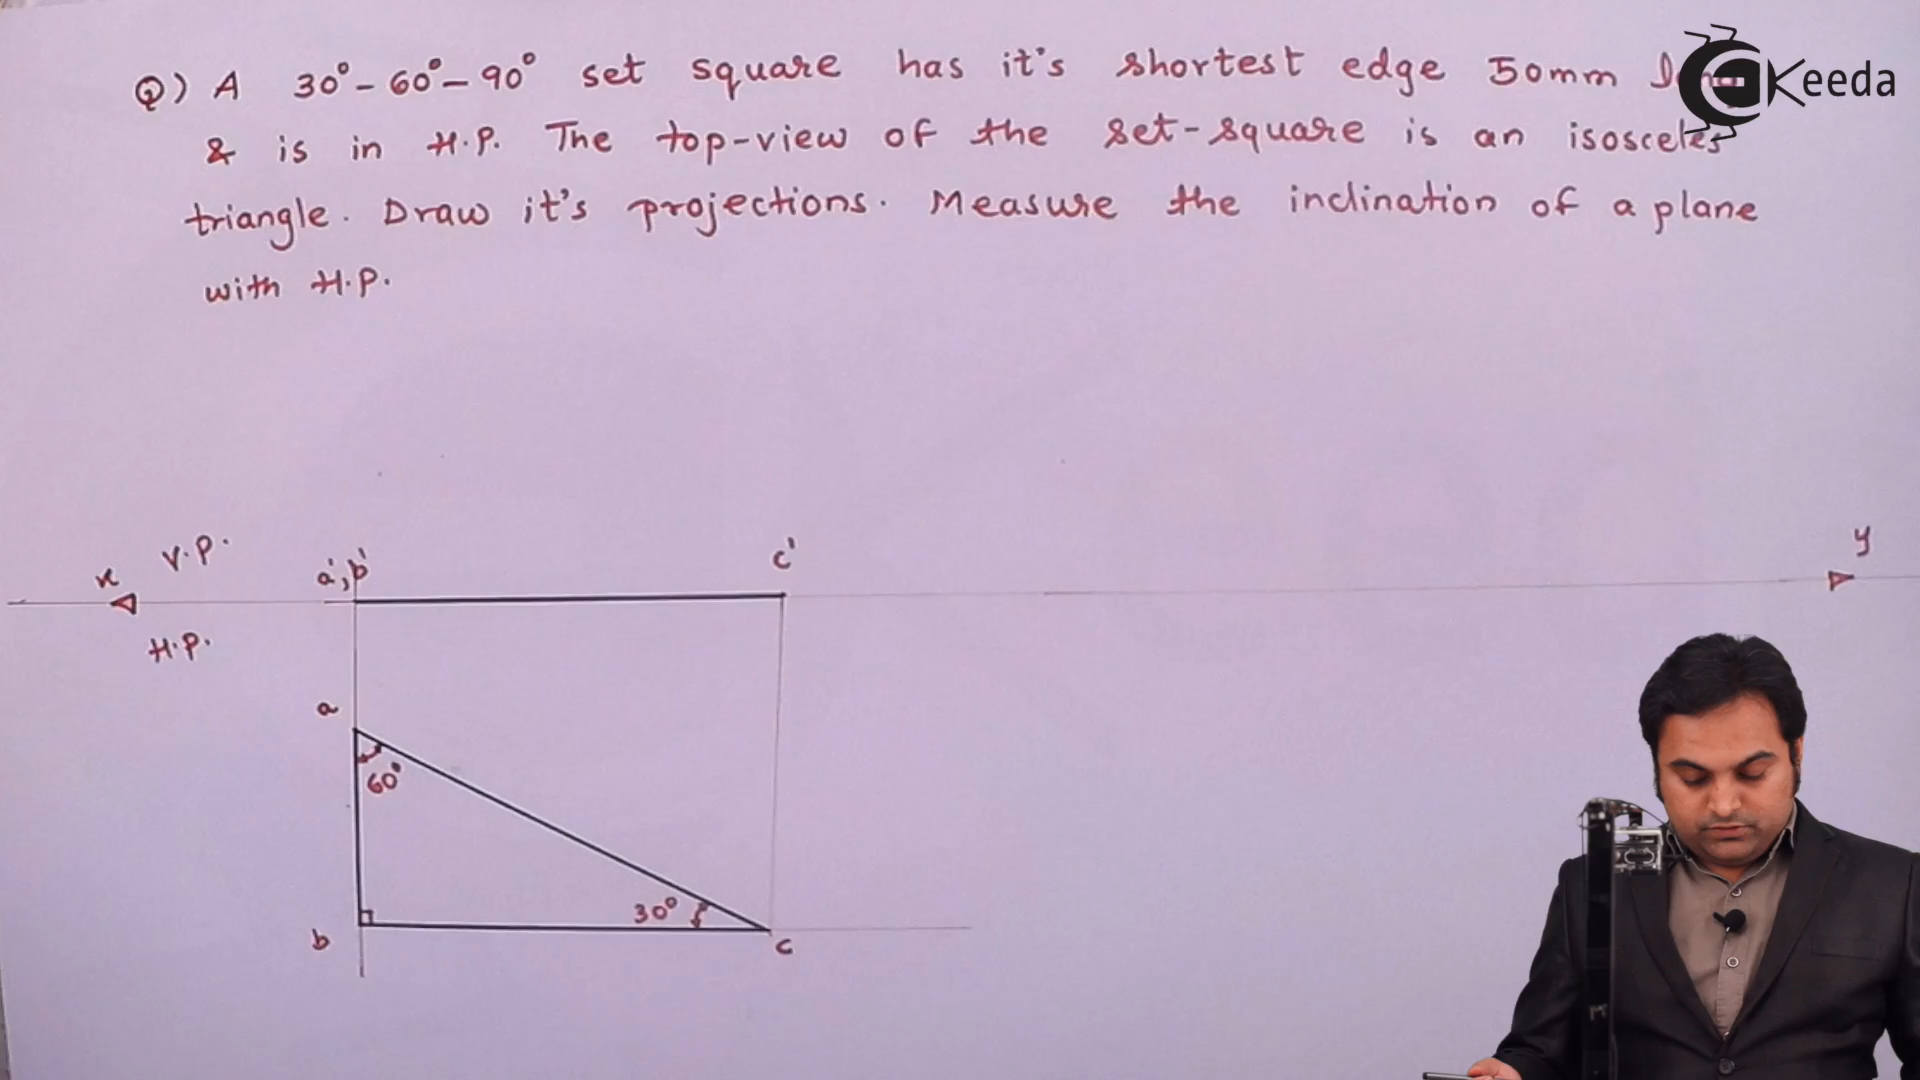 Q) A 30° - 60° - 90° set square has it's shortest edge 50mm
& is in H.P. The top-view of the set-square is an isosceles
triangle. Draw it's projections. Measure the inclination of a plane
with H.P.
EKeeda
x V.P. a', b' c' y
H.P.
a
60°
30°
b c